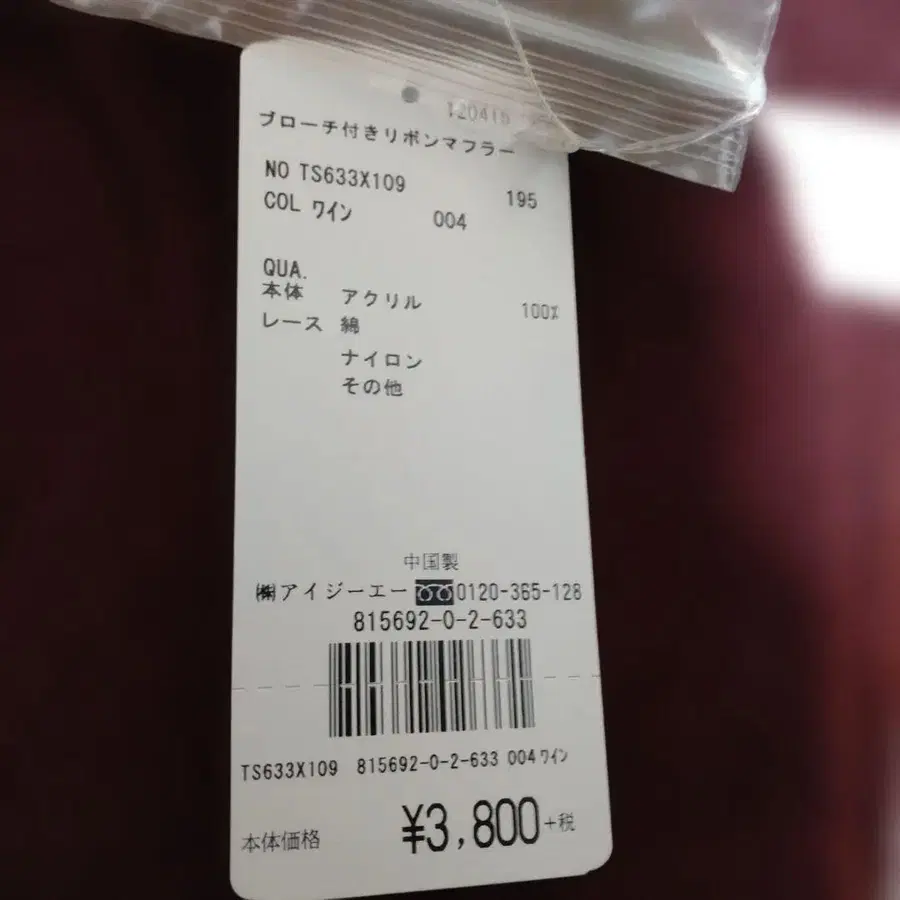 120415
ブローチ付きリボンマフラー
NO TS633X109 195
COL ワイン 004
QUA.
本体 アクリル 100%
レース 綿
ナイロン
その他
中国製
㈱アイジーエー 0120-365-128
815692-0-2-633
TS633X109 815692-0-2-633 004 ワイン
本体価格 ¥3,800+税